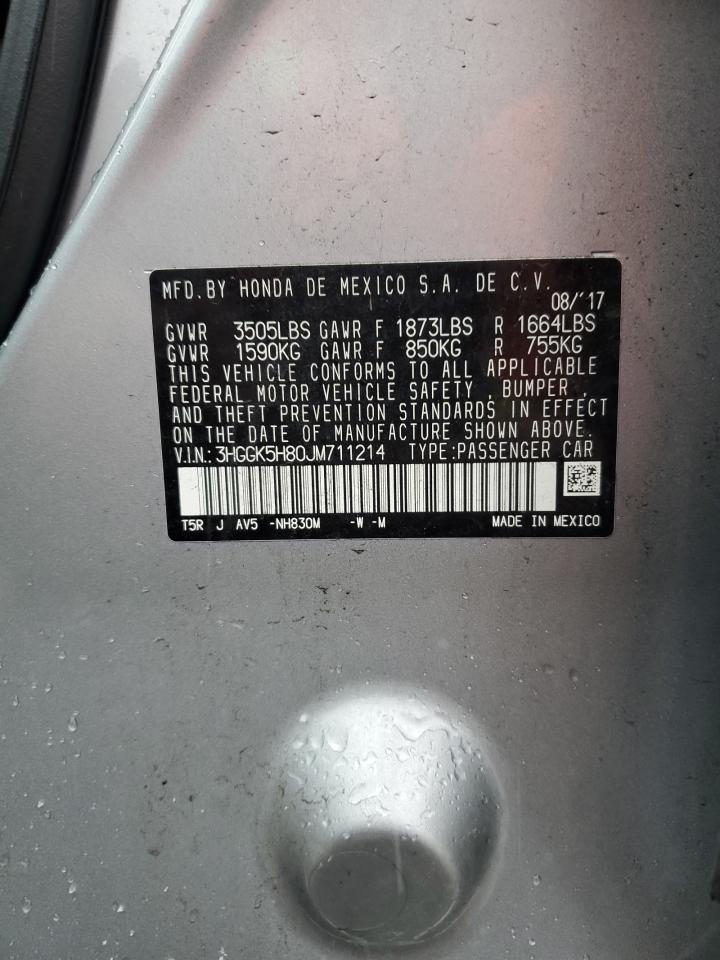 MFD. BY HONDA DE MEXICO S.A. DE C.V.
08/'17
GVWR 3505LBS GAWR F 1873LBS R 1664LBS
GVWR 1590KG GAWR F 850KG R 755KG
THIS VEHICLE CONFORMS TO ALL APPLICABLE
FEDERAL MOTOR VEHICLE SAFETY , BUMPER ,
AND THEFT PREVENTION STANDARDS IN EFFECT
ON THE DATE OF MANUFACTURE SHOWN ABOVE.
V.I.N.: 3HGGK5H80JM711214 TYPE:PASSENGER CAR
T5R J AV5 -NH830M -W -M MADE IN MEXICO